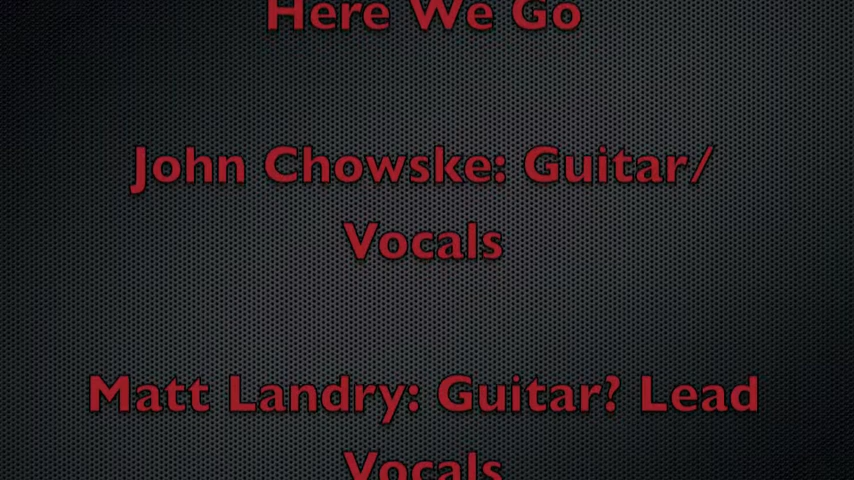 Here We Go
John Chowske: Guitar/
Vocals
Matt Landry: Guitar? Lead
Vocals